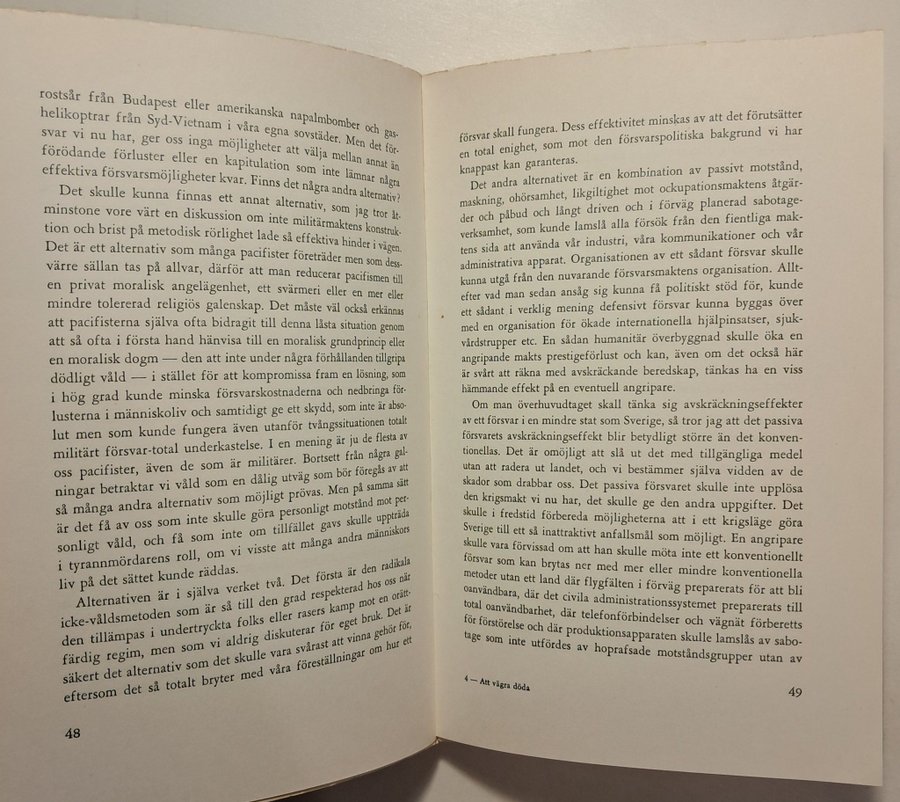 rostsår från Budapest eller amerikanska napalmbomber och gas-
helikoptrar från Syd-Vietnam i våra egna sovstäder. Men det för-
svar vi nu har, ger oss inga möjligheter att välja mellan annat än
förödande förluster eller en kapitulation som inte lämnar några
effektiva försvarsmöjligheter kvar. Finns det några andra alternativ?
Det skulle kunna finnas ett annat alternativ, som jag tror åt-
minstone vore värt en diskussion om inte militärmaktens konstruk-
tion och brist på metodisk rörlighet lade så effektiva hinder i vägen.
Det är ett alternativ som många pacifister företräder men som dess-
värre sällan tas på allvar, därför att man reducerar pacifismen till
en privat moralisk angelägenhet, ett svärmeri eller en mer eller
mindre tolererad religiös galenskap. Det måste väl också erkännas
att pacifisterna själva ofta bidragit till denna låsta situation genom
att så ofta i första hand hänvisa till en moralisk grundprincip eller
en moralisk dogm — den att inte under några förhållanden tillgripa
dödligt våld — i stället för att kompromissa fram en lösning, som
i hög grad kunde minska försvarskostnaderna och nedbringa för-
lusterna i människoliv och samtidigt ge ett skydd, som inte är abso-
lut men som kunde fungera även utanför tvångssituationen totalt
militärt försvar-total underkastelse. I en mening är ju de flesta av
oss pacifister, även de som är militärer. Bortsett från några gal-
ningar betraktar vi våld som en dålig utväg som bör föregås av att
så många andra alternativ som möjligt prövas. Men på samma sätt
är det få av oss som inte skulle göra personligt motstånd mot per-
sonligt våld, och få som inte om tillfället gavs skulle uppträda
i tyrannmördarens roll, om vi visste att många andra människors
liv på det sättet kunde räddas.
Alternativen är i själva verket två. Det första är den radikala
icke-våldsmetoden som är så till den grad respekterad hos oss när
den tillämpas i undertryckta folks eller rasers kamp mot en orätt-
färdig regim, men som vi aldrig diskuterar för eget bruk. Det är
säkert det alternativ som det skulle vara svårast att vinna gehör för,
eftersom det så totalt bryter med våra föreställningar om hur ett
48
försvar skall fungera. Dess effektivitet minskas av att det förutsätter
en total enighet, som mot den försvarspolitiska bakgrund vi har
knappast kan garanteras.
Det andra alternativet är en kombination av passivt motstånd,
maskning, ohörsamhet, likgiltighet mot ockupationsmaktens åtgär-
der och påbud och långt driven och i förväg planerad sabotage-
verksamhet, som kunde lamslå alla försök från den fientliga mak-
tens sida att använda vår industri, våra kommunikationer och vår
administrativa apparat. Organisationen av ett sådant försvar skulle
kunna utgå från den nuvarande försvarsmaktens organisation. Allt-
efter vad man sedan ansåg sig kunna få politiskt stöd för, kunde
ett sådant i verklig mening defensivt försvar kunna byggas över
med en organisation för ökade internationella hjälpinsatser, sjuk-
vårdstrupper etc. En sådan humanitär överbyggnad skulle öka en
angripande makts prestigeförlust och kan, även om det också här
är svårt att räkna med avskräckande beredskap, tänkas ha en viss
hämmande effekt på en eventuell angripare.
Om man överhuvudtaget skall tänka sig avskräckningseffekter
av ett försvar i en mindre stat som Sverige, så tror jag att det passiva
försvarets avskräckningseffekt blir betydligt större än det konven-
tionellas. Det är omöjligt att slå ut det med tillgängliga medel
utan att radera ut landet, och vi bestämmer själva vidden av de
skador som drabbar oss. Det passiva försvaret skulle inte upplösa
den krigsmakt vi nu har, det skulle ge den andra uppgifter. Det
skulle i fredstid förbereda möjligheterna att i ett krigsläge göra
Sverige till ett så inattraktivt anfallsmål som möjligt. En angripare
skulle vara förvissad om att han skulle möta inte ett konventionellt
försvar som kan brytas ner med mer eller mindre konventionella
metoder utan ett land där flygfälten i förväg preparerats för att bli
oanvändbara, där det civila administrationssystemet preparerats till
total oanvändbarhet, där telefonförbindelser och vägnät förberetts
för förstörelse och där produktionsapparaten skulle lamslås av sabo-
tage som inte utfördes av hoprafsade motståndsgrupper utan av
4 — Att vägra döda
49